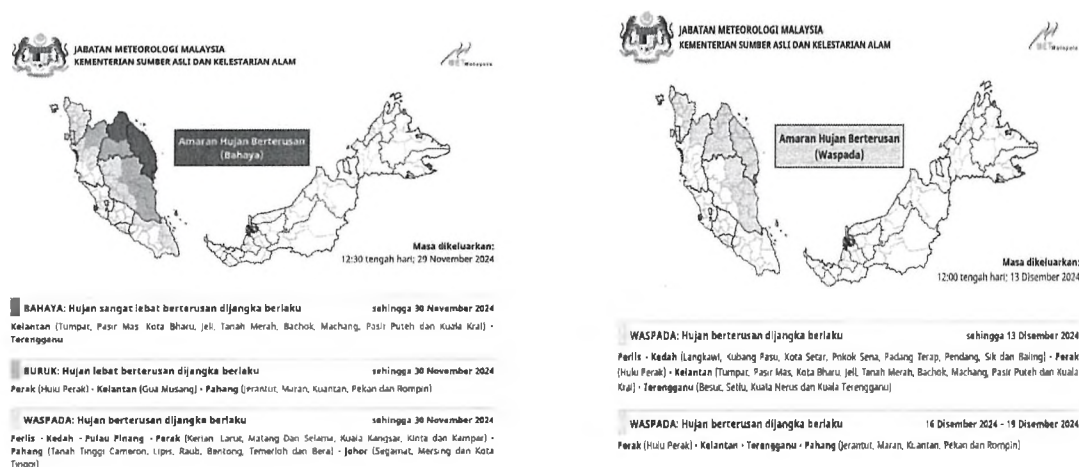 JABATAN METEOROLOGI MALAYSIA
KEMENTERIAN SUMBER ASLI DAN KELESTARIAN ALAM
MET Malaysia
Amaran Hujan Berterusan
(Bahaya)
Masa dikeluarkan:
12:30 tengah hari; 29 November 2024
BAHAYA: Hujan sangat lebat berterusan dijangka berlaku sehingga 30 November 2024
Kelantan (Tumpat, Pasir Mas Kota Bharu, Jeli, Tanah Merah, Bachok, Machang, Pasir Puteh dan Kuala Krai) •
Terengganu
BURUK: Hujan lebat berterusan dijangka berlaku sehingga 30 November 2024
Perak (Hulu Perak) • Kelantan (Gua Musang) • Pahang (Jerantut, Maran, Kuantan, Pekan dan Rompin)
WASPADA: Hujan berterusan dijangka berlaku sehingga 30 November 2024
Perlis • Kedah • Pulau Pinang • Perak (Kerian Larut, Matang Dan Selama, Kuala Kangsar, Kinta dan Kampar) •
Pahang (Tanah Tinggi Cameron, Lipis, Raub, Bentong, Temerloh dan Bera) • Johor (Segamat, Mersing dan Kota
Tinggi)
JABATAN METEOROLOGI MALAYSIA
KEMENTERIAN SUMBER ASLI DAN KELESTARIAN ALAM
MET Malaysia
Amaran Hujan Berterusan
(Waspada)
Masa dikeluarkan:
12:00 tengah hari; 13 Disember 2024
WASPADA: Hujan berterusan dijangka berlaku sehingga 13 Disember 2024
Perlis • Kedah (Langkawi, Kubang Pasu, Kota Setar, Pokok Sena, Padang Terap, Pendang, Sik dan Baling) • Perak
(Hulu Perak) • Kelantan (Tumpat, Pasir Mas, Kota Bharu, Jeli, Tanah Merah, Bachok, Machang, Pasir Puteh dan Kuala
Krai) • Terengganu (Besut, Setiu, Kuala Nerus dan Kuala Terengganu)
WASPADA: Hujan berterusan dijangka berlaku 16 Disember 2024 - 19 Disember 2024
Perak (Hulu Perak) • Kelantan • Terengganu • Pahang (Jerantut, Maran, Kuantan, Pekan dan Rompin)